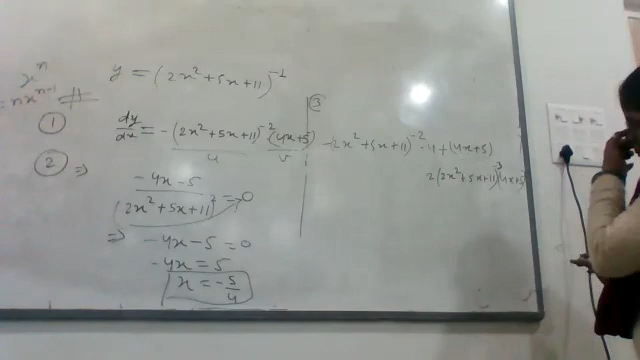 xⁿ
= nxⁿ⁻¹
y = (2x² + 5x + 11)⁻¹
①
dy/dx = -(2x² + 5x + 11)⁻² (4x + 5)
u v
② ⇒
-4x - 5 / (2x² + 5x + 11)² = 0
⇒ -4x - 5 = 0
-4x = 5
x = -5/4
③
-(2x² + 5x + 11)⁻² · 4 + (4x + 5)
2(2x² + 5x + 11)⁻³ (4x + 5)